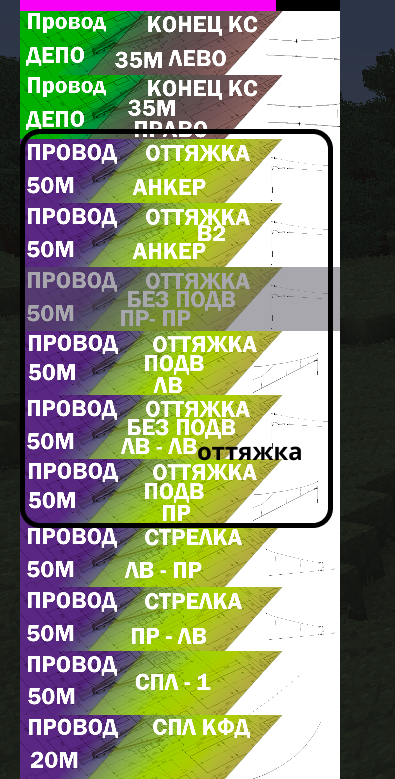 Провод КОНЕЦ КС
ДЕПО 35М ЛЕВО
Провод КОНЕЦ КС
ДЕПО 35М
ПРАВО
ПРОВОД ОТТЯЖКА
50М АНКЕР
ПРОВОД ОТТЯЖКА
В2
50М АНКЕР
ПРОВОД ОТТЯЖКА
БЕЗ ПОДВ
50М ПР- ПР
ПРОВОД ОТТЯЖКА
50М ПОДВ
ЛВ
ПРОВОД ОТТЯЖКА
БЕЗ ПОДВ
50М ЛВ - ЛВ
оттяжка
ПРОВОД ОТТЯЖКА
50М ПОДВ
ПР
ПРОВОД СТРЕЛКА
50М ЛВ - ПР
ПРОВОД СТРЕЛКА
50М ПР - ЛВ
ПРОВОД
50М СПЛ - 1
ПРОВОД СПЛ КФД
20М